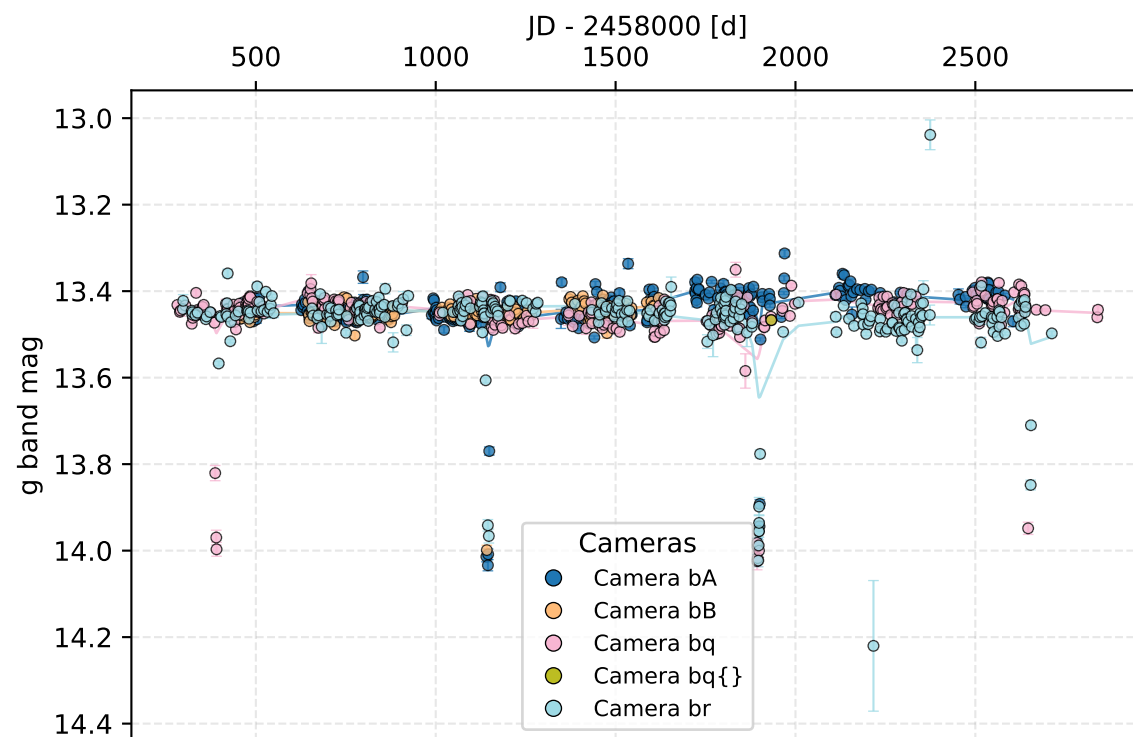 JD - 2458000 [d]
500 1000 1500 2000 2500
13.0
13.2
13.4
13.6
13.8
14.0
14.2
14.4
g band mag
Cameras
Camera bA
Camera bB
Camera bq
Camera bq{}
Camera br